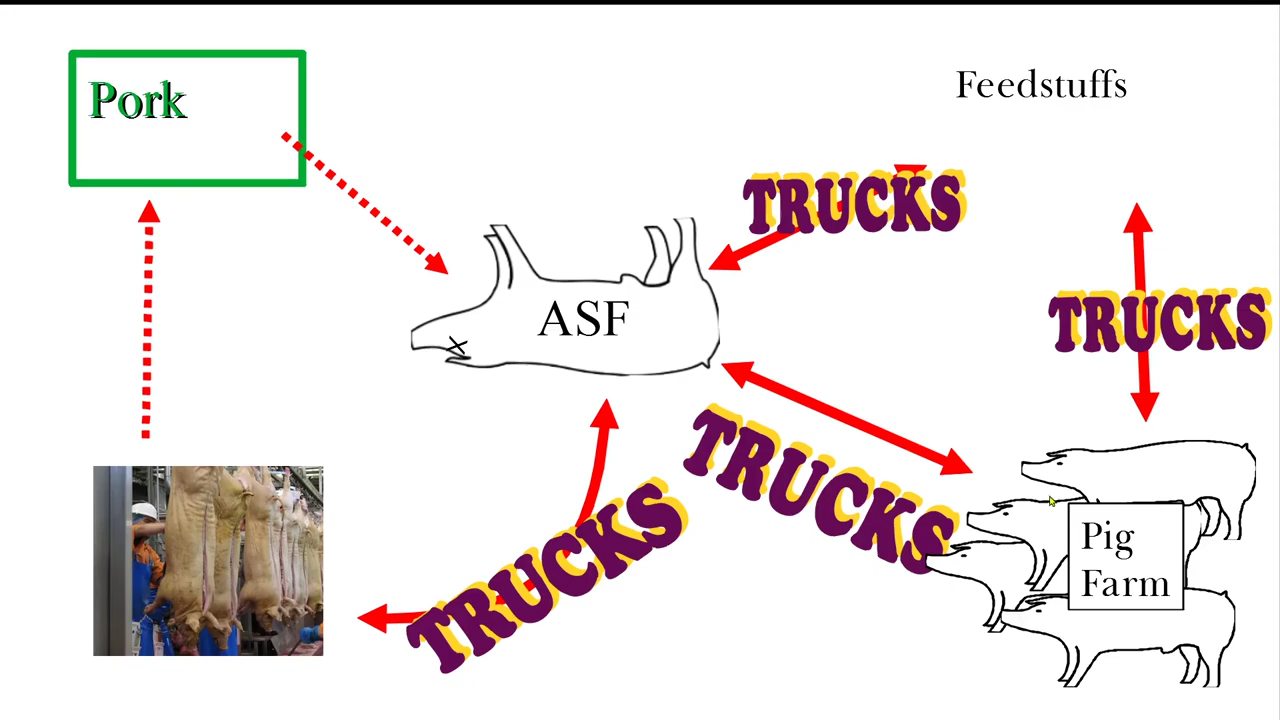 Pork
Feedstuffs
TRUCKS
ASF
TRUCKS
TRUCKS
TRUCKS
Pig
Farm